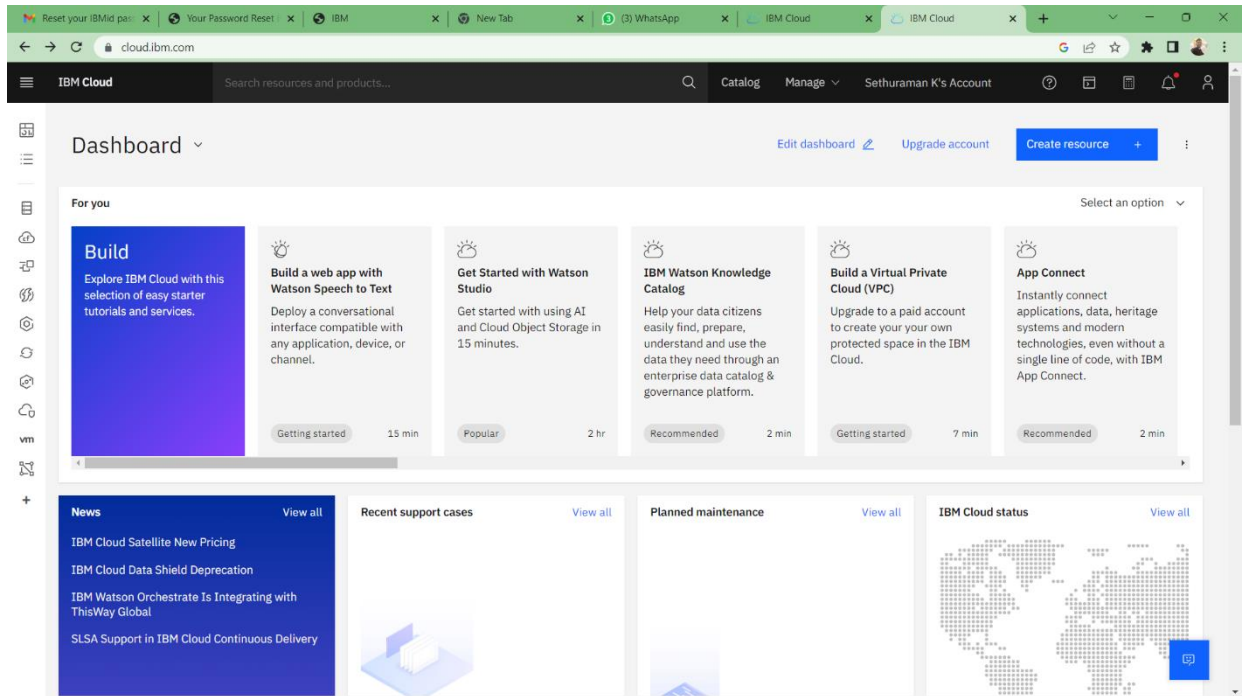 Reset your IBMid pas
Your Password Reset
IBM
New Tab
(3) WhatsApp
IBM Cloud
IBM Cloud
cloud.ibm.com
IBM Cloud
Search resources and products...
Catalog
Manage
Sethuraman K's Account
Dashboard
Edit dashboard
Upgrade account
Create resource +
For you
Select an option
Build
Explore IBM Cloud with this
selection of easy starter
tutorials and services.
Build a web app with
Watson Speech to Text
Deploy a conversational
interface compatible with
any application, device, or
channel.
Getting started 15 min
Get Started with Watson
Studio
Get started with using AI
and Cloud Object Storage in
15 minutes.
Popular 2 hr
IBM Watson Knowledge
Catalog
Help your data citizens
easily find, prepare,
understand and use the
data they need through an
enterprise data catalog &
governance platform.
Recommended 2 min
Build a Virtual Private
Cloud (VPC)
Upgrade to a paid account
to create your your own
protected space in the IBM
Cloud.
Getting started 7 min
App Connect
Instantly connect
applications, data, heritage
systems and modern
technologies, even without a
single line of code, with IBM
App Connect.
Recommended 2 min
vm
News View all
IBM Cloud Satellite New Pricing
IBM Cloud Data Shield Deprecation
IBM Watson Orchestrate Is Integrating with
ThisWay Global
SLSA Support in IBM Cloud Continuous Delivery
Recent support cases View all
Planned maintenance View all
IBM Cloud status View all